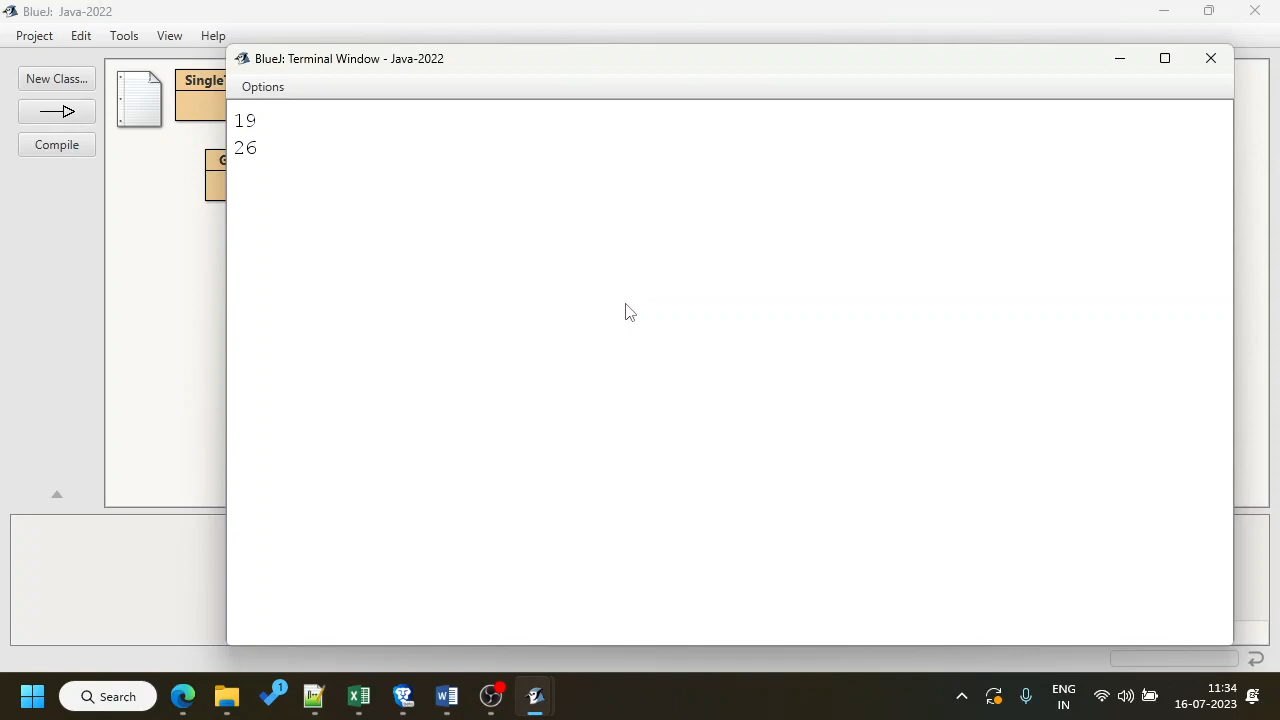 BlueJ: Java-2022
Project Edit Tools View Help
BlueJ: Terminal Window - Java-2022
New Class...
Options
19
26
Compile
Search
1
ENG
IN
11:34
16-07-2023